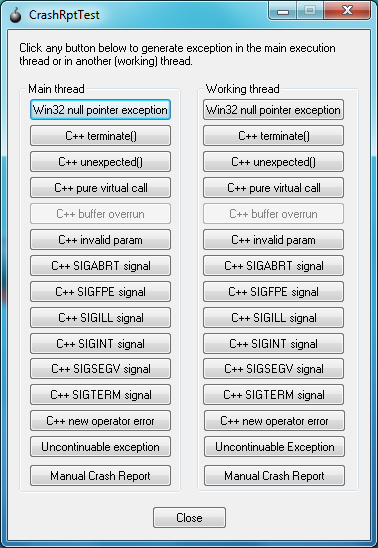 CrashRptTest
Click any button below to generate exception in the main execution
thread or in another (working) thread.
Main thread
Win32 null pointer exception
C++ terminate()
C++ unexpected()
C++ pure virtual call
C++ buffer overrun
C++ invalid param
C++ SIGABRT signal
C++ SIGFPE signal
C++ SIGILL signal
C++ SIGINT signal
C++ SIGSEGV signal
C++ SIGTERM signal
C++ new operator error
Uncontinuable exception
Manual Crash Report
Working thread
Win32 null pointer exception
C++ terminate()
C++ unexpected()
C++ pure virtual call
C++ buffer overrun
C++ invalid param
C++ SIGABRT signal
C++ SIGFPE signal
C++ SIGILL signal
C++ SIGINT signal
C++ SIGSEGV signal
C++ SIGTERM signal
C++ new operator error
Uncontinuable Exception
Manual Crash Report
Close